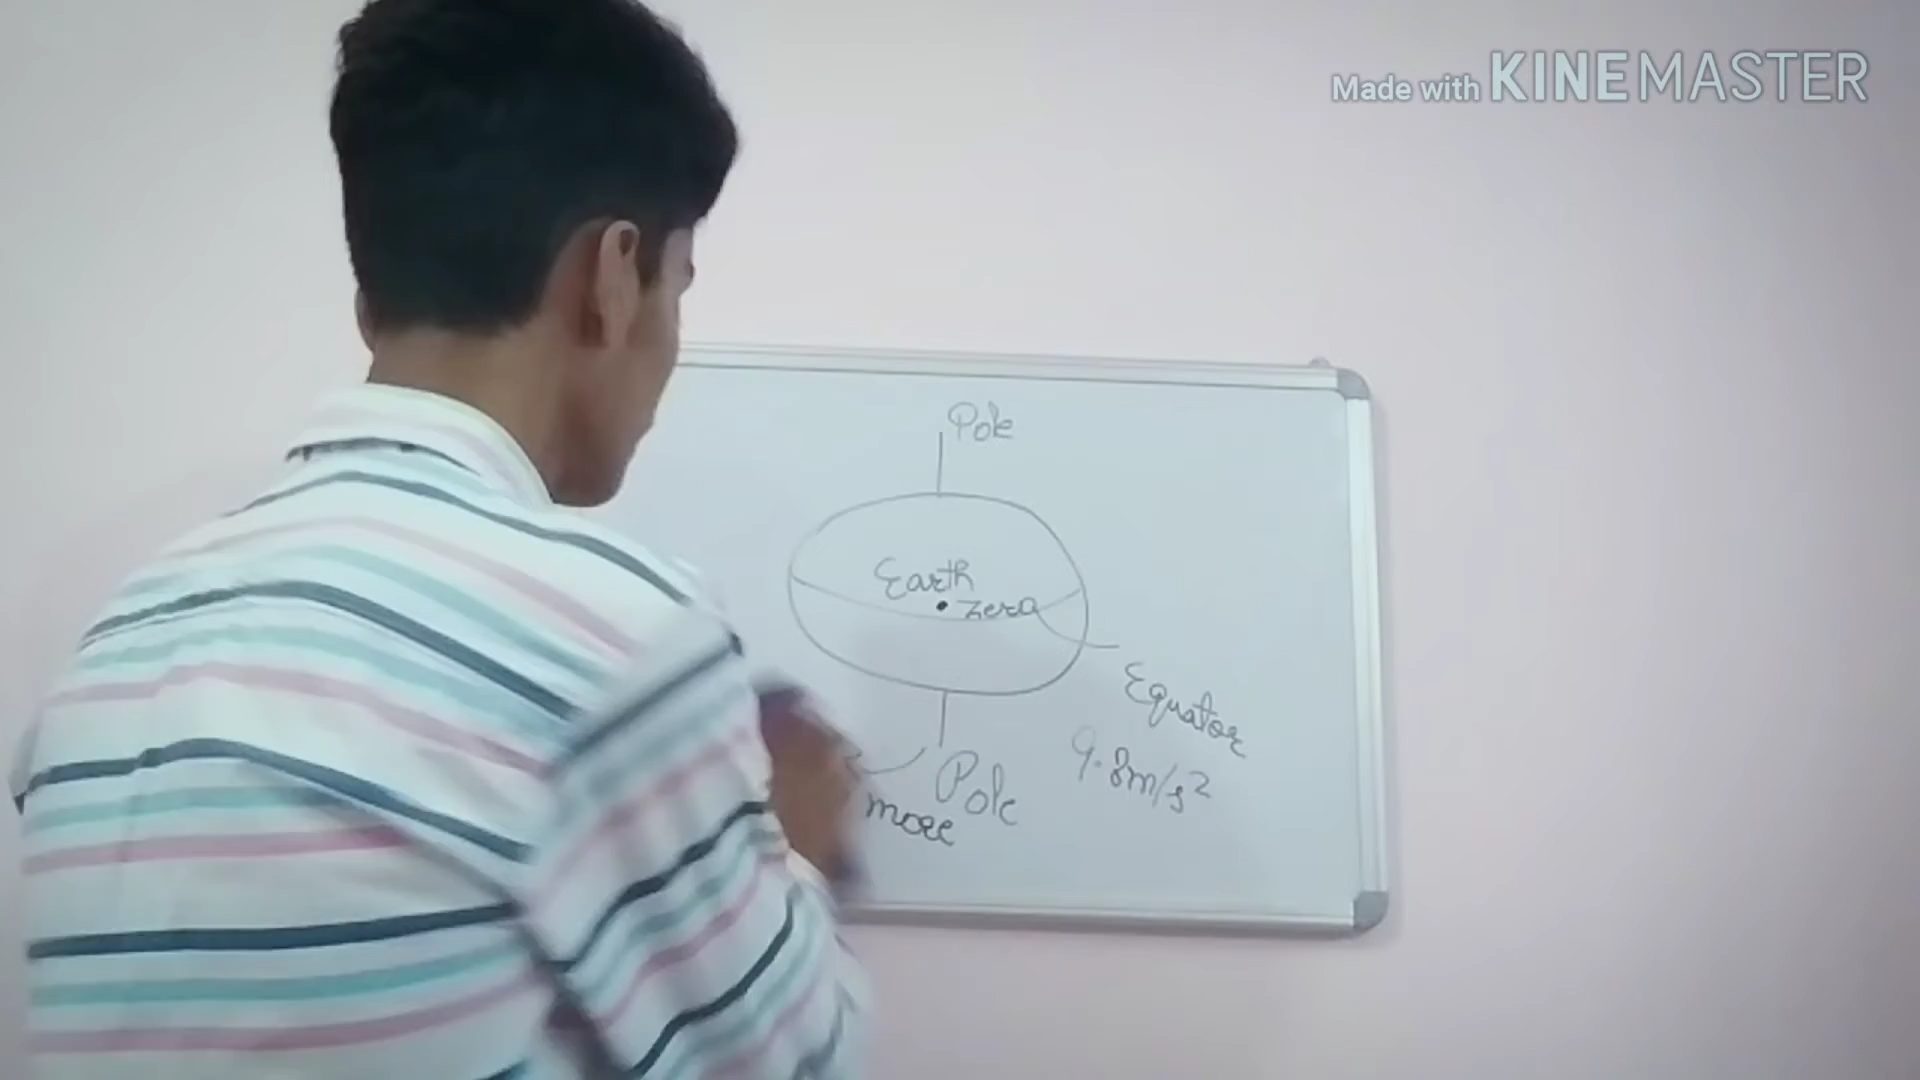 Made with KINEMASTER
Pole
Earth
Zero
Equator
9.8m/s²
Pole
more